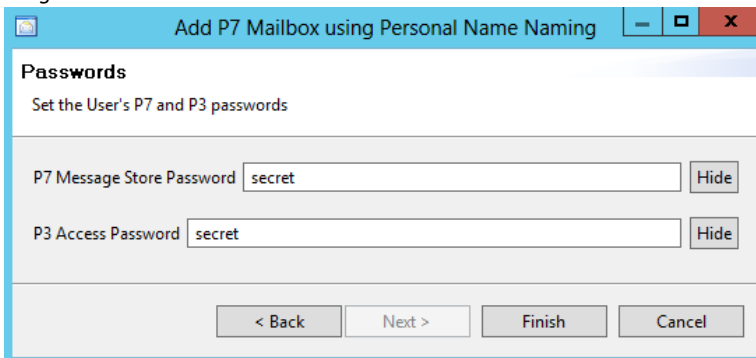 Add P7 Mailbox using Personal Name Naming
Passwords
Set the User's P7 and P3 passwords
P7 Message Store Password secret Hide
P3 Access Password secret Hide
< Back Next > Finish Cancel